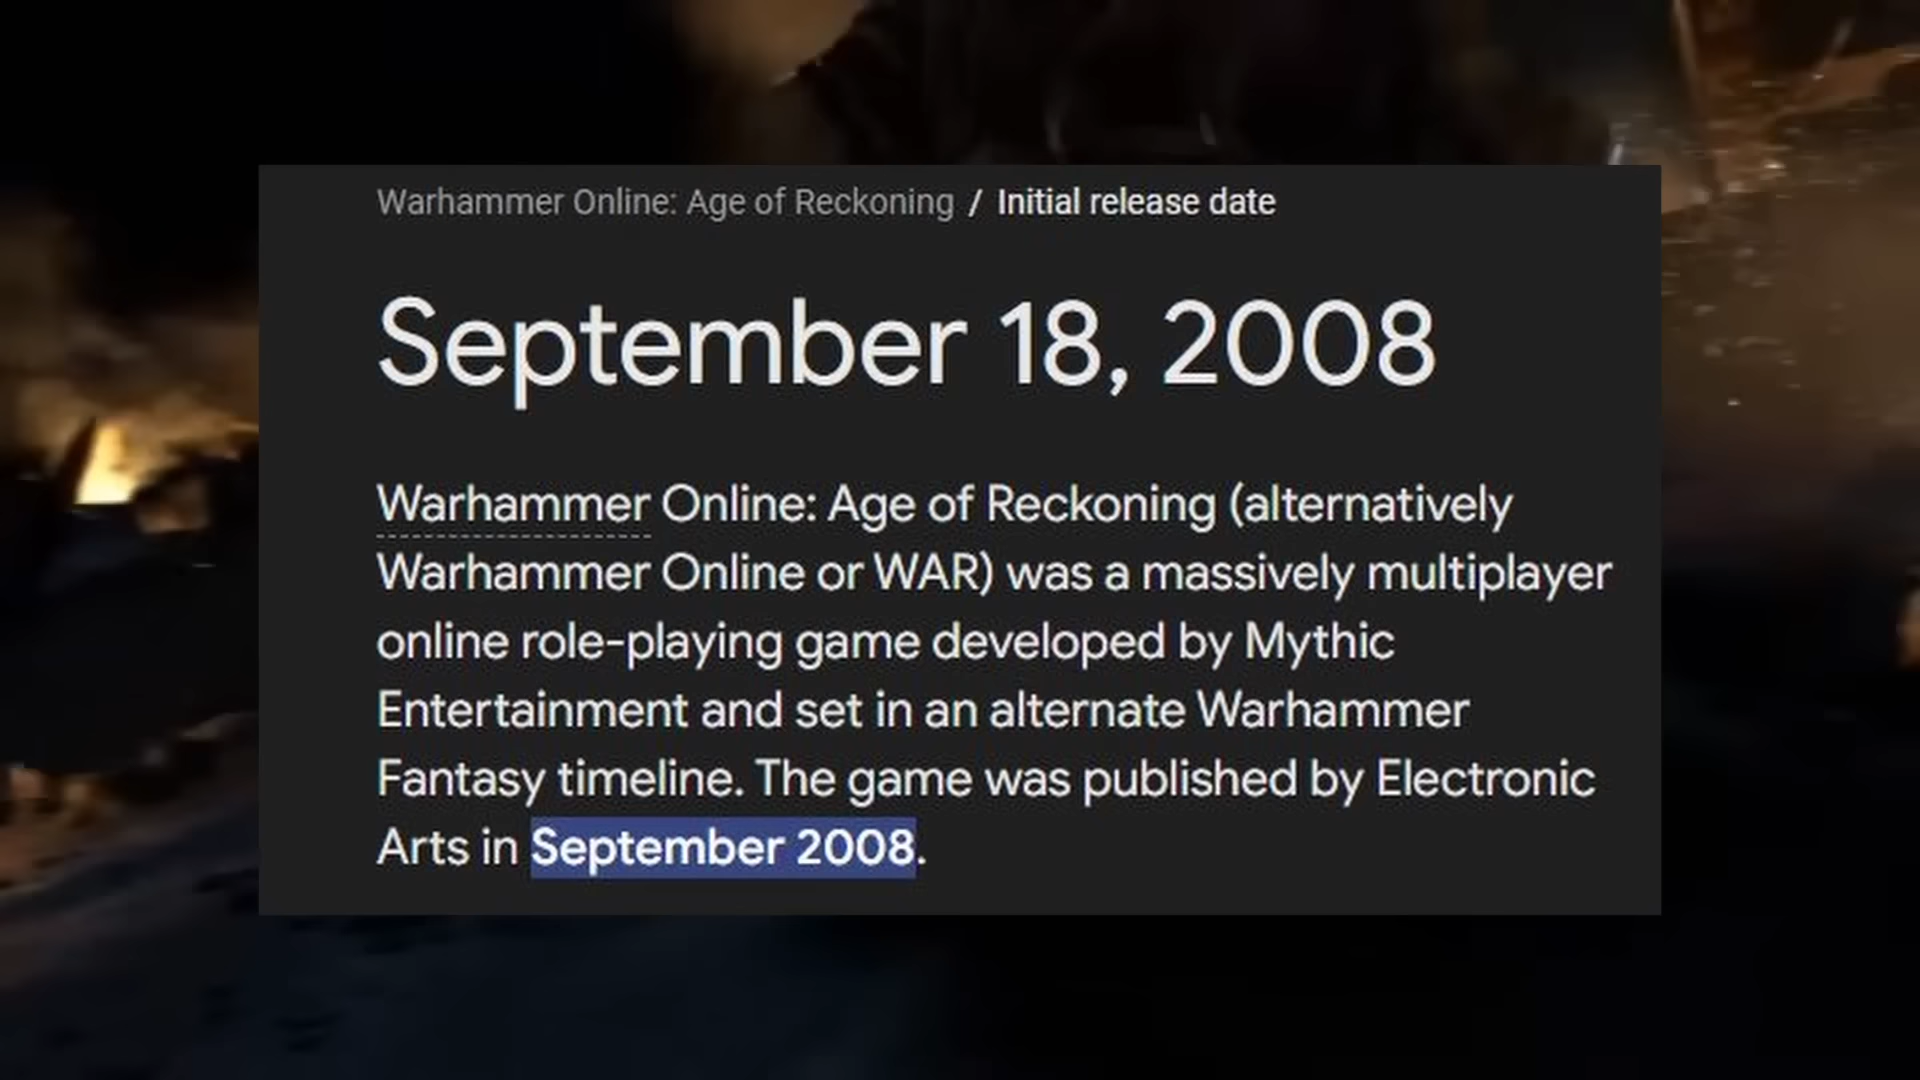 Warhammer Online: Age of Reckoning / Initial release date
September 18, 2008
Warhammer Online: Age of Reckoning (alternatively
Warhammer Online or WAR) was a massively multiplayer
online role-playing game developed by Mythic
Entertainment and set in an alternate Warhammer
Fantasy timeline. The game was published by Electronic
Arts in September 2008.